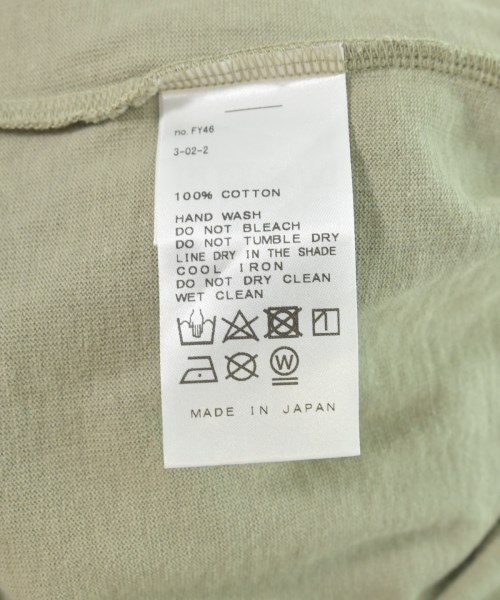 no. FY46
3-02-2
100% COTTON
HAND WASH
DO NOT BLEACH
DO NOT TUMBLE DRY
LINE DRY IN THE SHADE
COOL IRON
DO NOT DRY CLEAN
WET CLEAN
W
MADE IN JAPAN